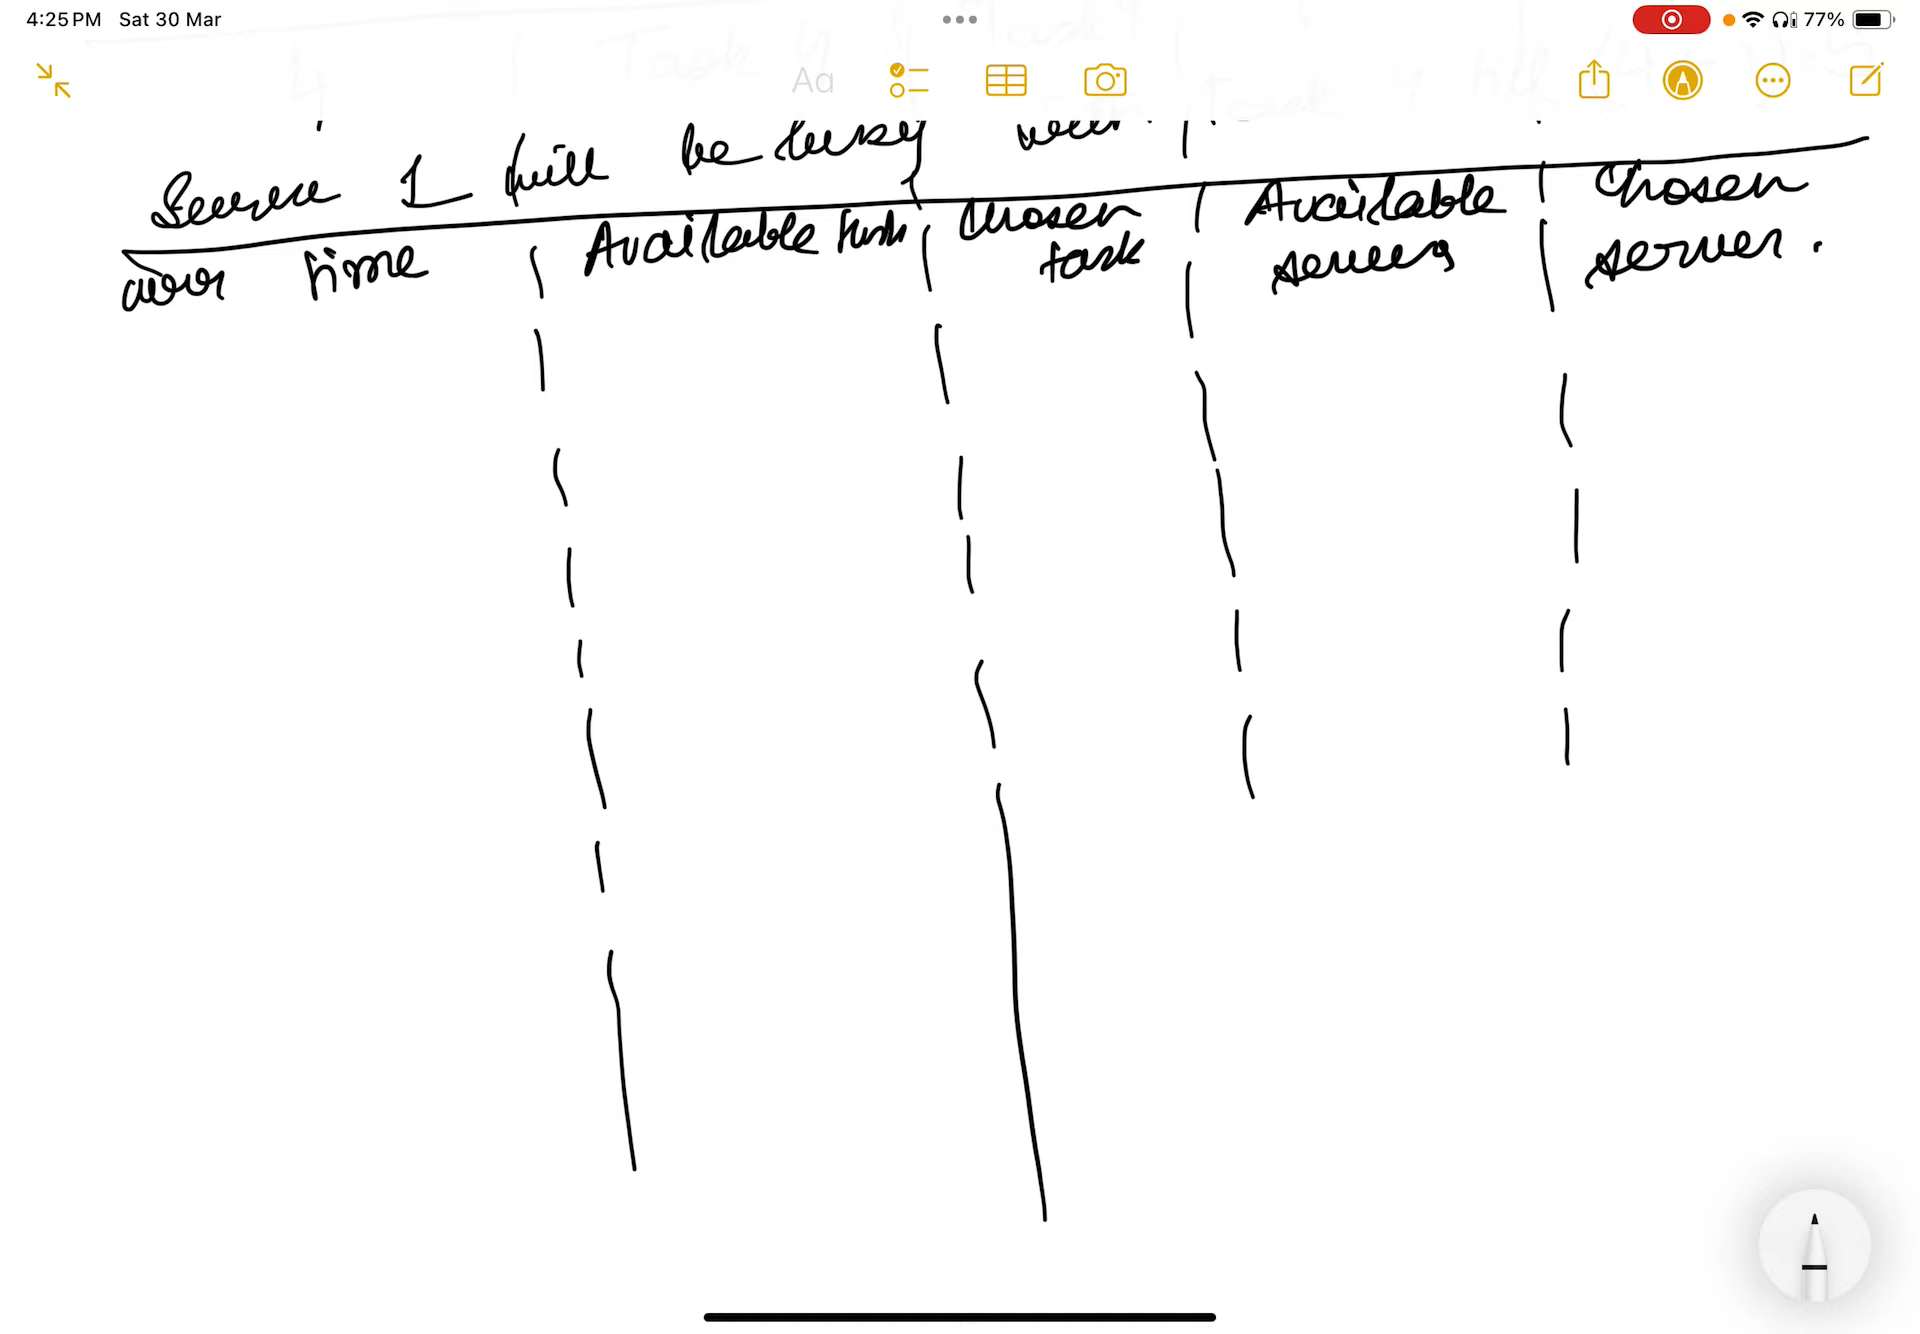 4:25 PM Sat 30 Mar 77%
Aa
Server 1 will be busy
time | Available task | Chosen task | Available servers | Chosen server.